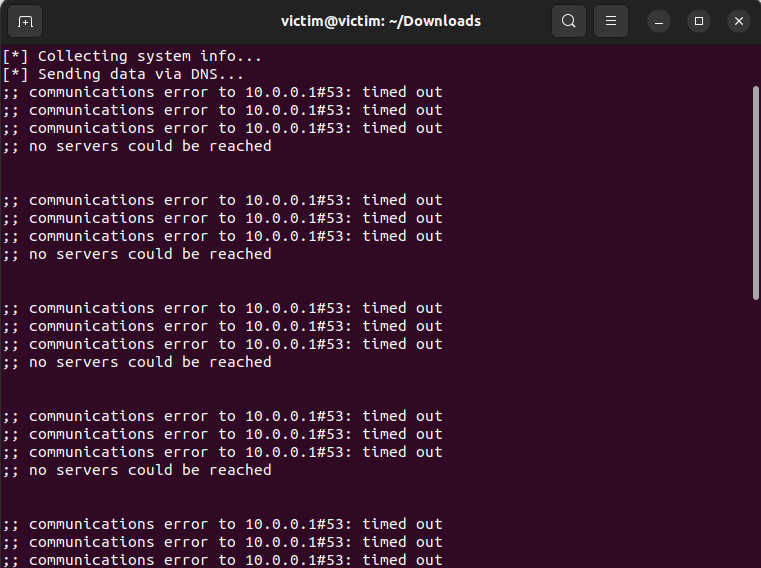 victim@victim: ~/Downloads
[*] Collecting system info...
[*] Sending data via DNS...
;; communications error to 10.0.0.1#53: timed out
;; communications error to 10.0.0.1#53: timed out
;; communications error to 10.0.0.1#53: timed out
;; no servers could be reached
;; communications error to 10.0.0.1#53: timed out
;; communications error to 10.0.0.1#53: timed out
;; communications error to 10.0.0.1#53: timed out
;; no servers could be reached
;; communications error to 10.0.0.1#53: timed out
;; communications error to 10.0.0.1#53: timed out
;; communications error to 10.0.0.1#53: timed out
;; no servers could be reached
;; communications error to 10.0.0.1#53: timed out
;; communications error to 10.0.0.1#53: timed out
;; communications error to 10.0.0.1#53: timed out
;; no servers could be reached
;; communications error to 10.0.0.1#53: timed out
;; communications error to 10.0.0.1#53: timed out
;; communications error to 10.0.0.1#53: timed out